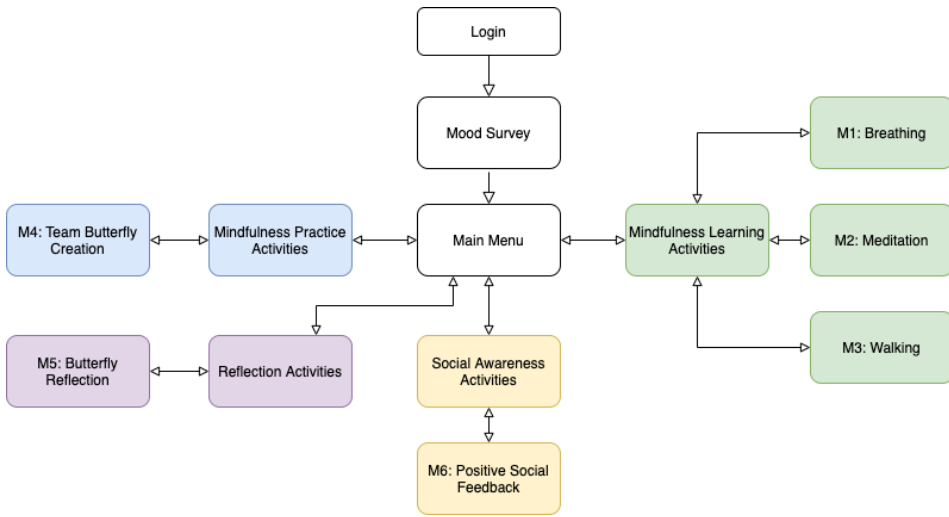 Login
Mood Survey
M1: Breathing
M4: Team Butterfly
Creation
Mindfulness Practice
Activities
Main Menu
Mindfulness Learning
Activities
M2: Meditation
M5: Butterfly
Reflection
Reflection Activities
Social Awareness
Activities
M3: Walking
M6: Positive Social
Feedback